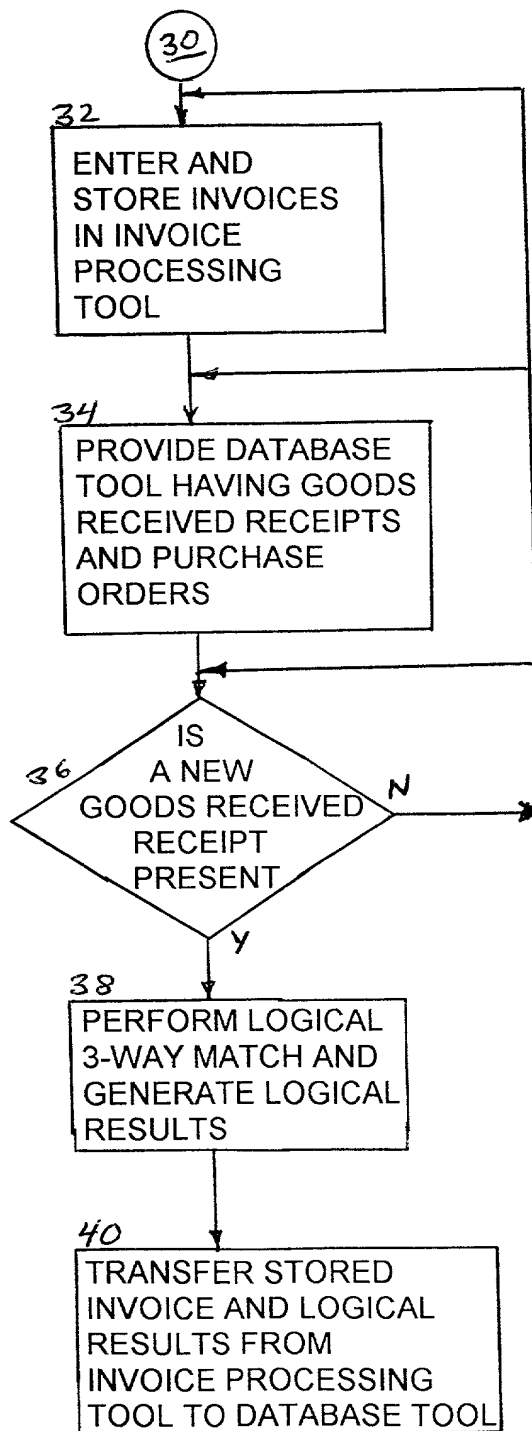 30
32
ENTER AND
STORE INVOICES
IN INVOICE
PROCESSING
TOOL
34
PROVIDE DATABASE
TOOL HAVING GOODS
RECEIVED RECEIPTS
AND PURCHASE
ORDERS
36
IS
A NEW
GOODS RECEIVED
RECEIPT
PRESENT
N
Y
38
PERFORM LOGICAL
3-WAY MATCH AND
GENERATE LOGICAL
RESULTS
40
TRANSFER STORED
INVOICE AND LOGICAL
RESULTS FROM
INVOICE PROCESSING
TOOL TO DATABASE TOOL